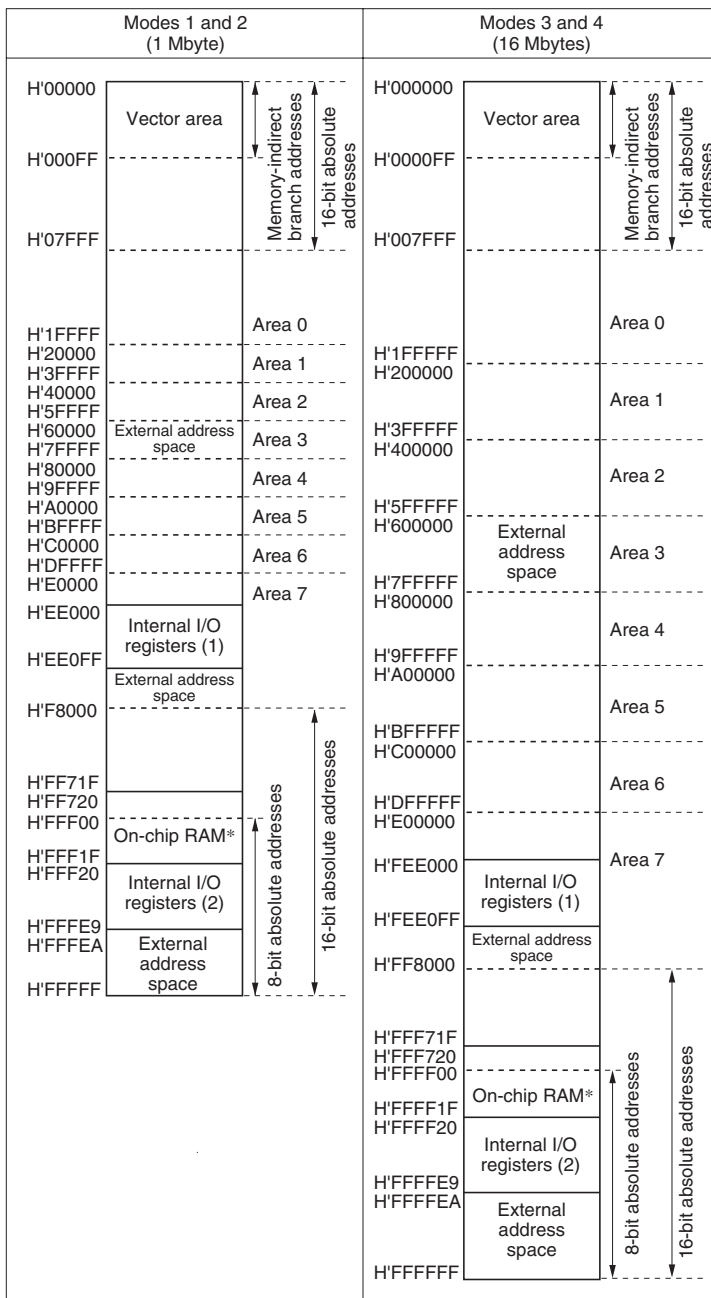 Modes 1 and 2
(1 Mbyte)
H'00000
Vector area
H'000FF
H'07FFF
Memory-indirect
branch addresses
16-bit absolute
addresses
H'1FFFF
Area 0
H'20000
H'3FFFF
Area 1
H'40000
H'5FFFF
Area 2
H'60000
H'7FFFF
External address
space
Area 3
H'80000
H'9FFFF
Area 4
H'A0000
H'BFFFF
Area 5
H'C0000
H'DFFFF
Area 6
H'E0000
Area 7
H'EE000
Internal I/O
registers (1)
H'EE0FF
External address
space
H'F8000
H'FF71F
H'FF720
H'FFF00
On-chip RAM*
H'FFF1F
H'FFF20
Internal I/O
registers (2)
H'FFFE9
H'FFFEA
External
address
space
H'FFFFF
8-bit absolute addresses
16-bit absolute addresses
Modes 3 and 4
(16 Mbytes)
H'000000
Vector area
H'0000FF
H'007FFF
Memory-indirect
branch addresses
16-bit absolute
addresses
Area 0
H'1FFFFF
H'200000
Area 1
H'3FFFFF
H'400000
Area 2
H'5FFFFF
H'600000
External
address
space
Area 3
H'7FFFFF
H'800000
Area 4
H'9FFFFF
H'A00000
Area 5
H'BFFFFF
H'C00000
Area 6
H'DFFFFF
H'E00000
Area 7
H'FEE000
Internal I/O
registers (1)
H'FEE0FF
External address
space
H'FF8000
H'FFF71F
H'FFF720
H'FFFF00
On-chip RAM*
H'FFFF1F
H'FFFF20
Internal I/O
registers (2)
H'FFFFE9
H'FFFFEA
External
address
space
H'FFFFFF
8-bit absolute addresses
16-bit absolute addresses